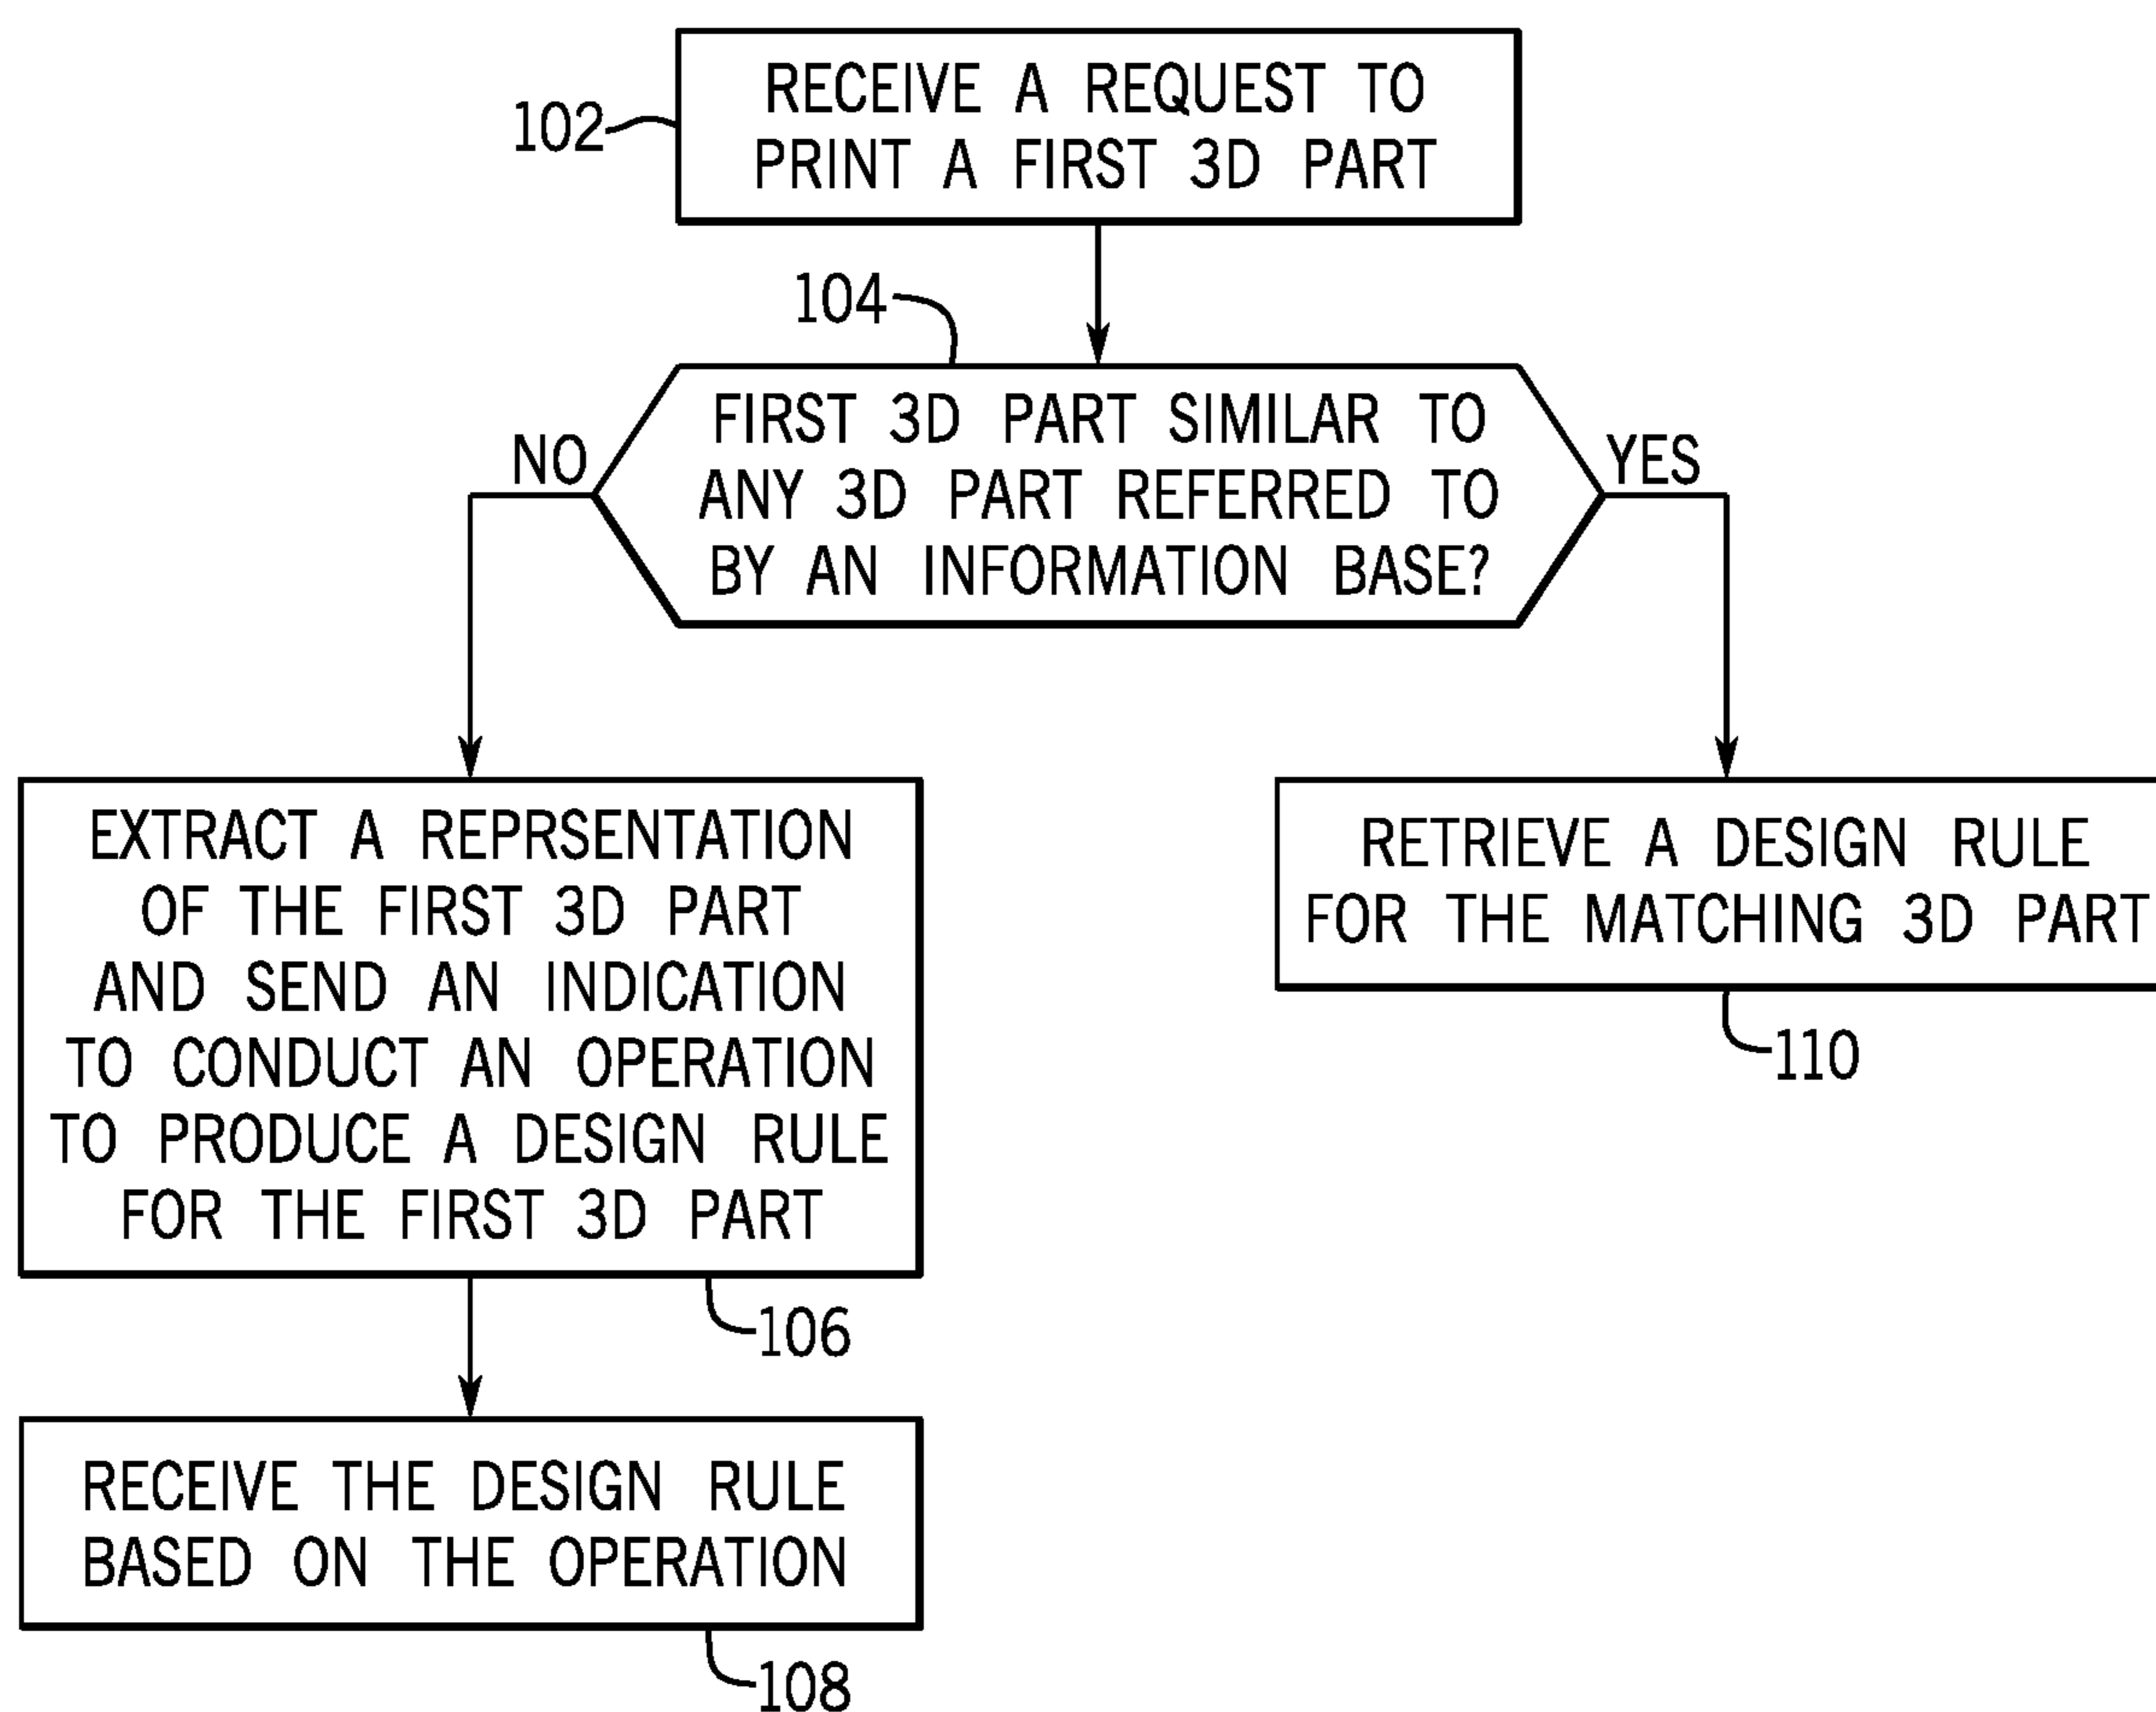 RECEIVE A REQUEST TO
PRINT A FIRST 3D PART
102
104
FIRST 3D PART SIMILAR TO
ANY 3D PART REFERRED TO
BY AN INFORMATION BASE?
NO
YES
EXTRACT A REPRSENTATION
OF THE FIRST 3D PART
AND SEND AN INDICATION
TO CONDUCT AN OPERATION
TO PRODUCE A DESIGN RULE
FOR THE FIRST 3D PART
106
RETRIEVE A DESIGN RULE
FOR THE MATCHING 3D PART
110
RECEIVE THE DESIGN RULE
BASED ON THE OPERATION
108